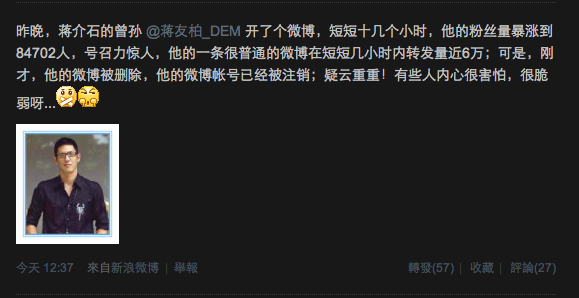 昨晚，蒋介石的曾孙 @蒋友柏_DEM 开了个微博，短短十几个小时，他的粉丝量暴涨到
84702人，号召力惊人，他的一条很普通的微博在短短几小时内转发量近6万；可是，刚
才，他的微博被删除，他的微博帐号已经被注销；疑云重重！有些人内心很害怕，很脆
弱呀...
今天 12:37 來自新浪微博 | 舉報 轉發(57) | 收藏 | 評論(27)